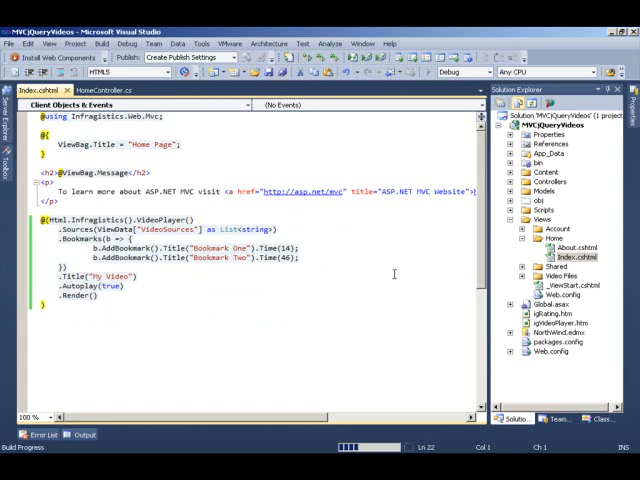 MVCjQueryVideos - Microsoft Visual Studio
File Edit View Project Build Debug Team Data Tools VMware Architecture Test Analyze Window Help
Install Web Components Publish: Create Publish Settings
HTML5 Debug Any CPU
Index.cshtml HomeController.cs
Client Objects & Events (No Events)
@using Infragistics.Web.Mvc;
@{
ViewBag.Title = "Home Page";
}
<h2>@ViewBag.Message</h2>
<p>
To learn more about ASP.NET MVC visit <a href="http://asp.net/mvc" title="ASP.NET MVC Website">h
</p>
@(Html.Infragistics().VideoPlayer()
.Sources(ViewData["VideoSources"] as List<string>)
.Bookmarks(b => {
b.AddBookmark().Title("Bookmark One").Time(14);
b.AddBookmark().Title("Bookmark Two").Time(46);
})
.Title("My Video")
.Autoplay(true)
.Render()
)
100 %
Server Explorer
Toolbox
Solution Explorer
Solution 'MVCjQueryVideos' (1 project
MVCjQueryVideos
Properties
References
App_Data
bin
Content
Controllers
Models
obj
Scripts
Views
Account
Home
About.cshtml
Index.cshtml
Shared
Video Files
_ViewStart.cshtml
Web.config
Global.asax
igRating.htm
igVideoPlayer.htm
NorthWind.edmx
packages.config
Web.config
Solutio... Team... Class...
Properties
Error List Output
Build Progress Ln 22 Col 1 Ch 1 INS